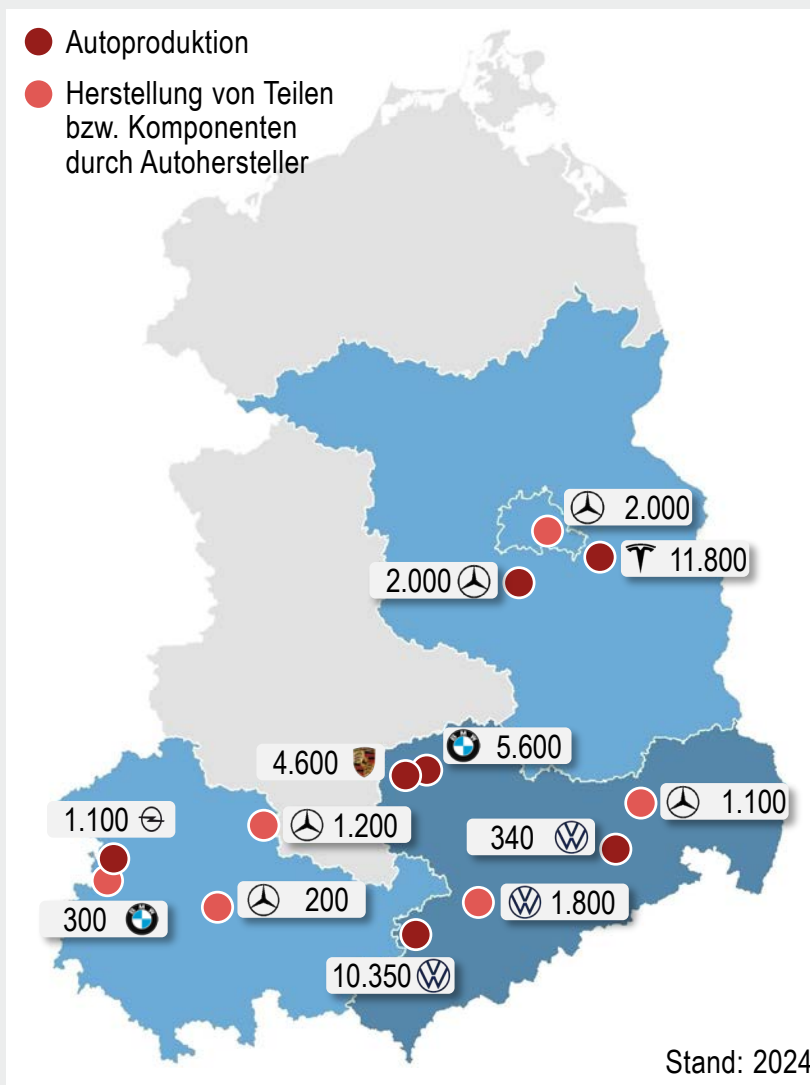 Autoproduktion
Herstellung von Teilen
bzw. Komponenten
durch Autohersteller
2.000
11.800
2.000
5.600
4.600
1.100
1.100
1.200
340
200
1.800
300
10.350
Stand: 2024